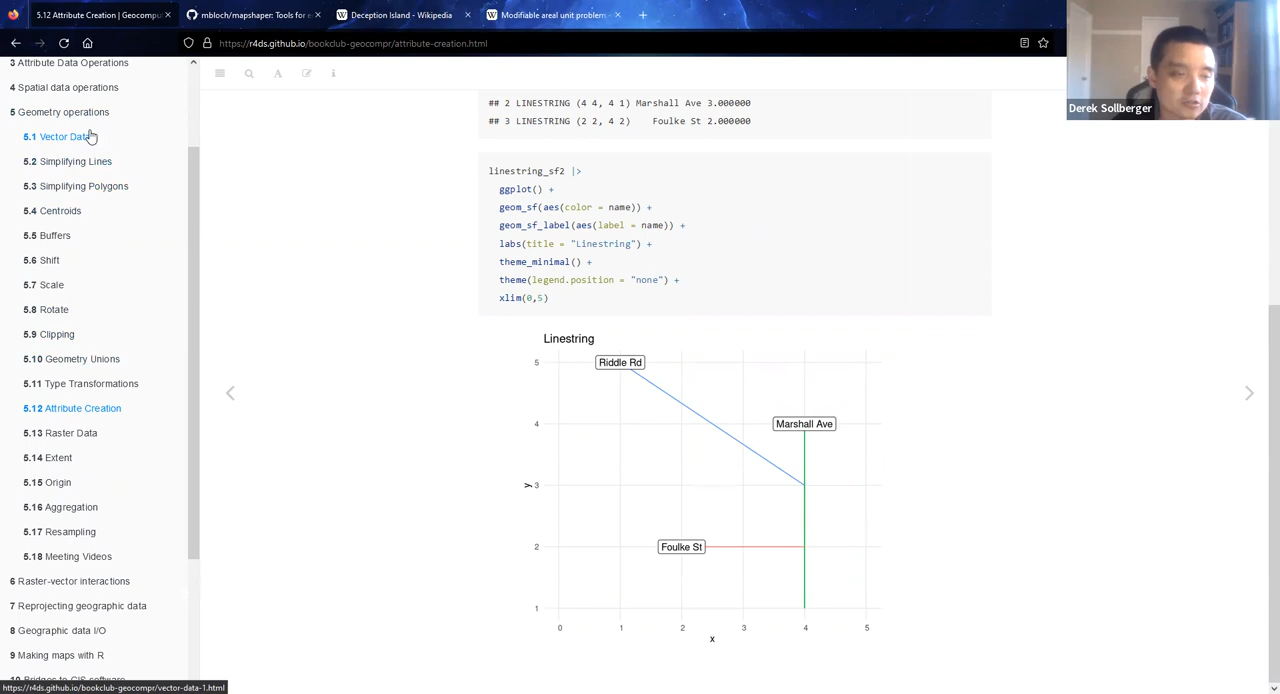 5.12 Attribute Creation | Geocompu
mbloch/mapshaper: Tools for e
Deception Island - Wikipedia
Modifiable areal unit problem -
https://r4ds.github.io/bookclub-geocompr/attribute-creation.html
Derek Sollberger
3 Attribute Data Operations
4 Spatial data operations
5 Geometry operations
5.1 Vector Data
5.2 Simplifying Lines
5.3 Simplifying Polygons
5.4 Centroids
5.5 Buffers
5.6 Shift
5.7 Scale
5.8 Rotate
5.9 Clipping
5.10 Geometry Unions
5.11 Type Transformations
5.12 Attribute Creation
5.13 Raster Data
5.14 Extent
5.15 Origin
5.16 Aggregation
5.17 Resampling
5.18 Meeting Videos
6 Raster-vector interactions
7 Reprojecting geographic data
8 Geographic data I/O
9 Making maps with R
10 Bridges to GIS software
https://r4ds.github.io/bookclub-geocompr/vector-data-1.html
## 2 LINESTRING (4 4, 4 1) Marshall Ave 3.000000
## 3 LINESTRING (2 2, 4 2) Foulke St 2.000000
linestring_sf2 |>
ggplot() +
geom_sf(aes(color = name)) +
geom_sf_label(aes(label = name)) +
labs(title = "Linestring") +
theme_minimal() +
theme(legend.position = "none") +
xlim(0,5)
Linestring
5
Riddle Rd
4
Marshall Ave
y
3
2
Foulke St
1
0 1 2 3 4 5
x